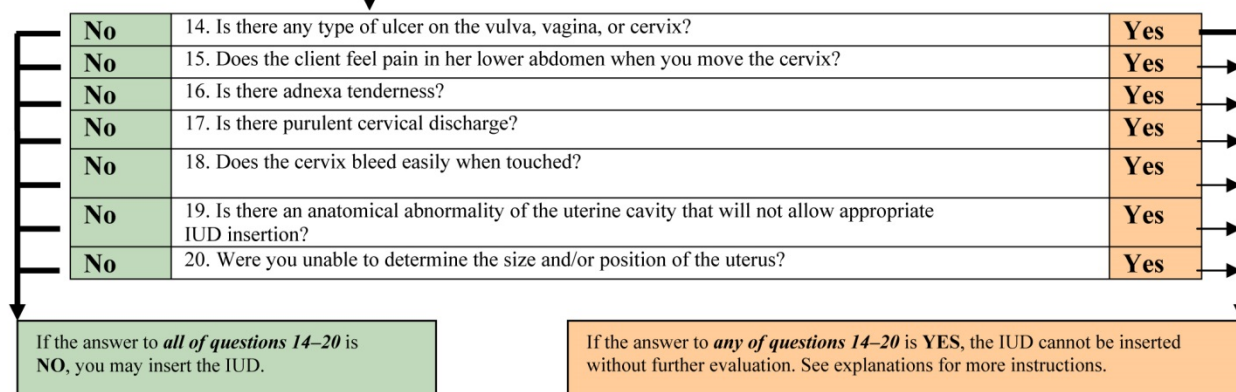 No 14. Is there any type of ulcer on the vulva, vagina, or cervix? Yes
No 15. Does the client feel pain in her lower abdomen when you move the cervix? Yes
No 16. Is there adnexa tenderness? Yes
No 17. Is there purulent cervical discharge? Yes
No 18. Does the cervix bleed easily when touched? Yes
No 19. Is there an anatomical abnormality of the uterine cavity that will not allow appropriate Yes
IUD insertion?
No 20. Were you unable to determine the size and/or position of the uterus? Yes
If the answer to all of questions 14–20 is
NO, you may insert the IUD.
If the answer to any of questions 14–20 is YES, the IUD cannot be inserted
without further evaluation. See explanations for more instructions.